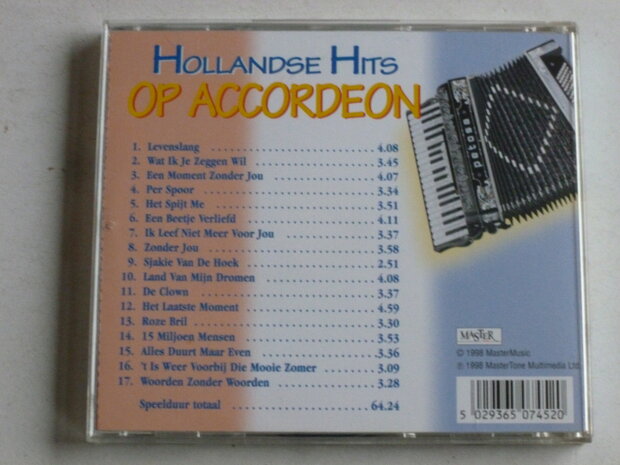 HOLLANDSE HITS
OP ACCORDEON
petosa
1. Levenslang .......................... 4.08
2. Wat Ik Je Zeggen Wil .......................... 3.45
3. Een Moment Zonder Jou .......................... 4.07
4. Per Spoor .......................... 3.34
5. Het Spijt Me .......................... 3.51
6. Een Beetje Verliefd .......................... 4.11
7. Ik Leef Niet Meer Voor Jou .......................... 3.37
8. Zonder Jou .......................... 3.58
9. Sjakie Van De Hoek .......................... 2.51
10. Land Van Mijn Dromen .......................... 4.08
11. De Clown .......................... 3.37
12. Het Laatste Moment .......................... 4.59
13. Roze Bril .......................... 3.30
14. 15 Miljoen Mensen .......................... 3.53
15. Alles Duurt Maar Even .......................... 3.36
16. 't Is Weer Voorbij Die Mooie Zomer .......................... 3.09
17. Woorden Zonder Woorden .......................... 3.28
Speelduur totaal .......................... 64.24
MASTER
© 1998 MasterMusic
℗ 1998 MasterTone Multimedia Ltd
5 029365 074520